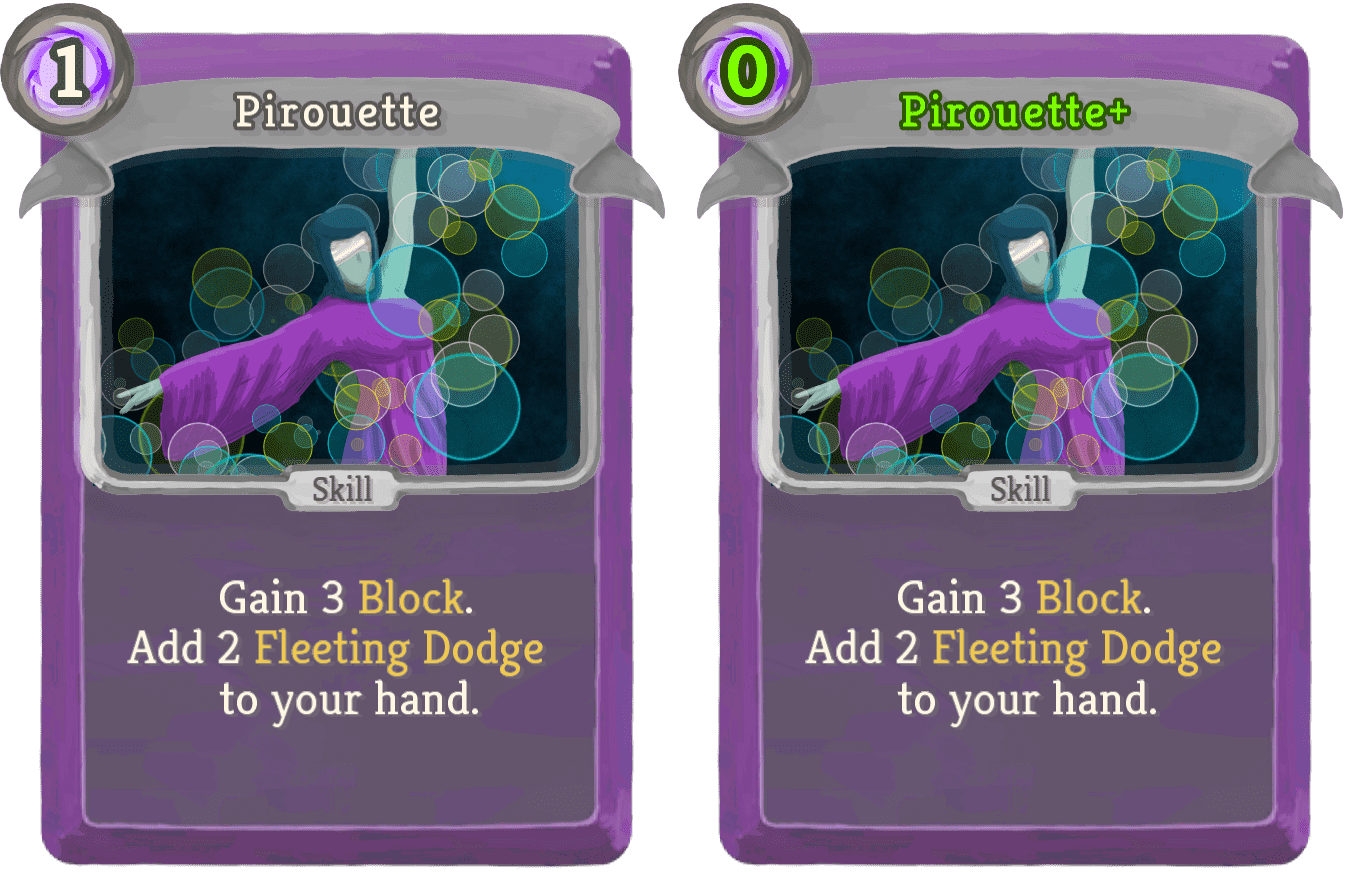 1
Pirouette
Skill
Gain 3 Block.
Add 2 Fleeting Dodge
to your hand.
0
Pirouette+
Skill
Gain 3 Block.
Add 2 Fleeting Dodge
to your hand.